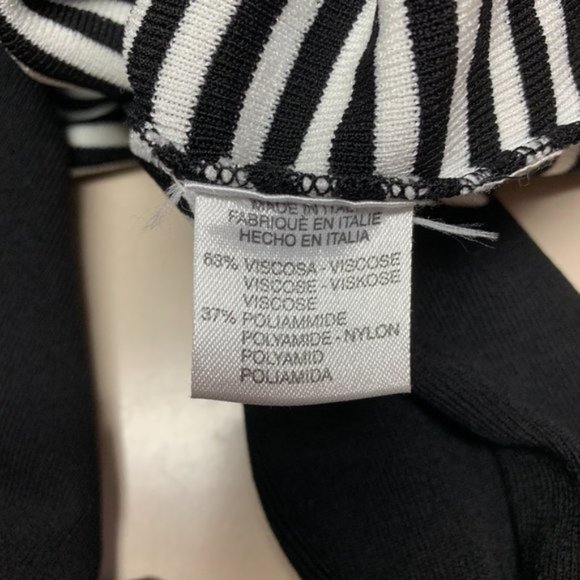 MADE IN ITALY
FABRIQUÉ EN ITALIE
HECHO EN ITALIA
63% VISCOSA - VISCOSE
VISCOSE - VISKOSE
VISCOSE
37% POLIAMMIDE
POLYAMIDE - NYLON
POLYAMID
POLIAMIDA